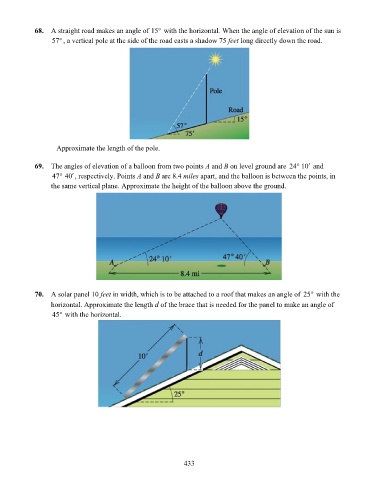 68. A straight road makes an angle of 15° with the horizontal. When the angle of elevation of the sun is
57°, a vertical pole at the side of the road casts a shadow 75 feet long directly down the road.
Pole
Road
15°
57°
75'
Approximate the length of the pole.
69. The angles of elevation of a balloon from two points A and B on level ground are 24° 10′ and
47° 40′, respectively. Points A and B are 8.4 miles apart, and the balloon is between the points, in
the same vertical plane. Approximate the height of the balloon above the ground.
A
24° 10'
47° 40'
B
8.4 mi
70. A solar panel 10 feet in width, which is to be attached to a roof that makes an angle of 25° with the
horizontal. Approximate the length d of the brace that is needed for the panel to make an angle of
45° with the horizontal.
10'
d
25°
433